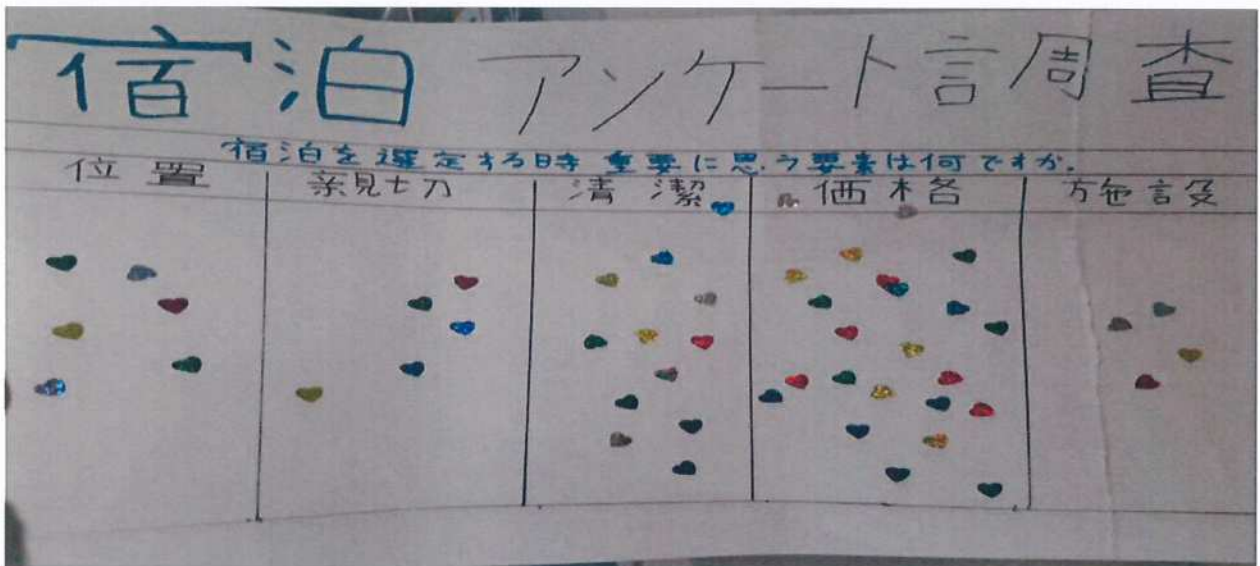 宿泊 アンケート調査
宿泊を選定する時 重要に思う要素は何ですか.
位置 親切 清潔 価格 施設